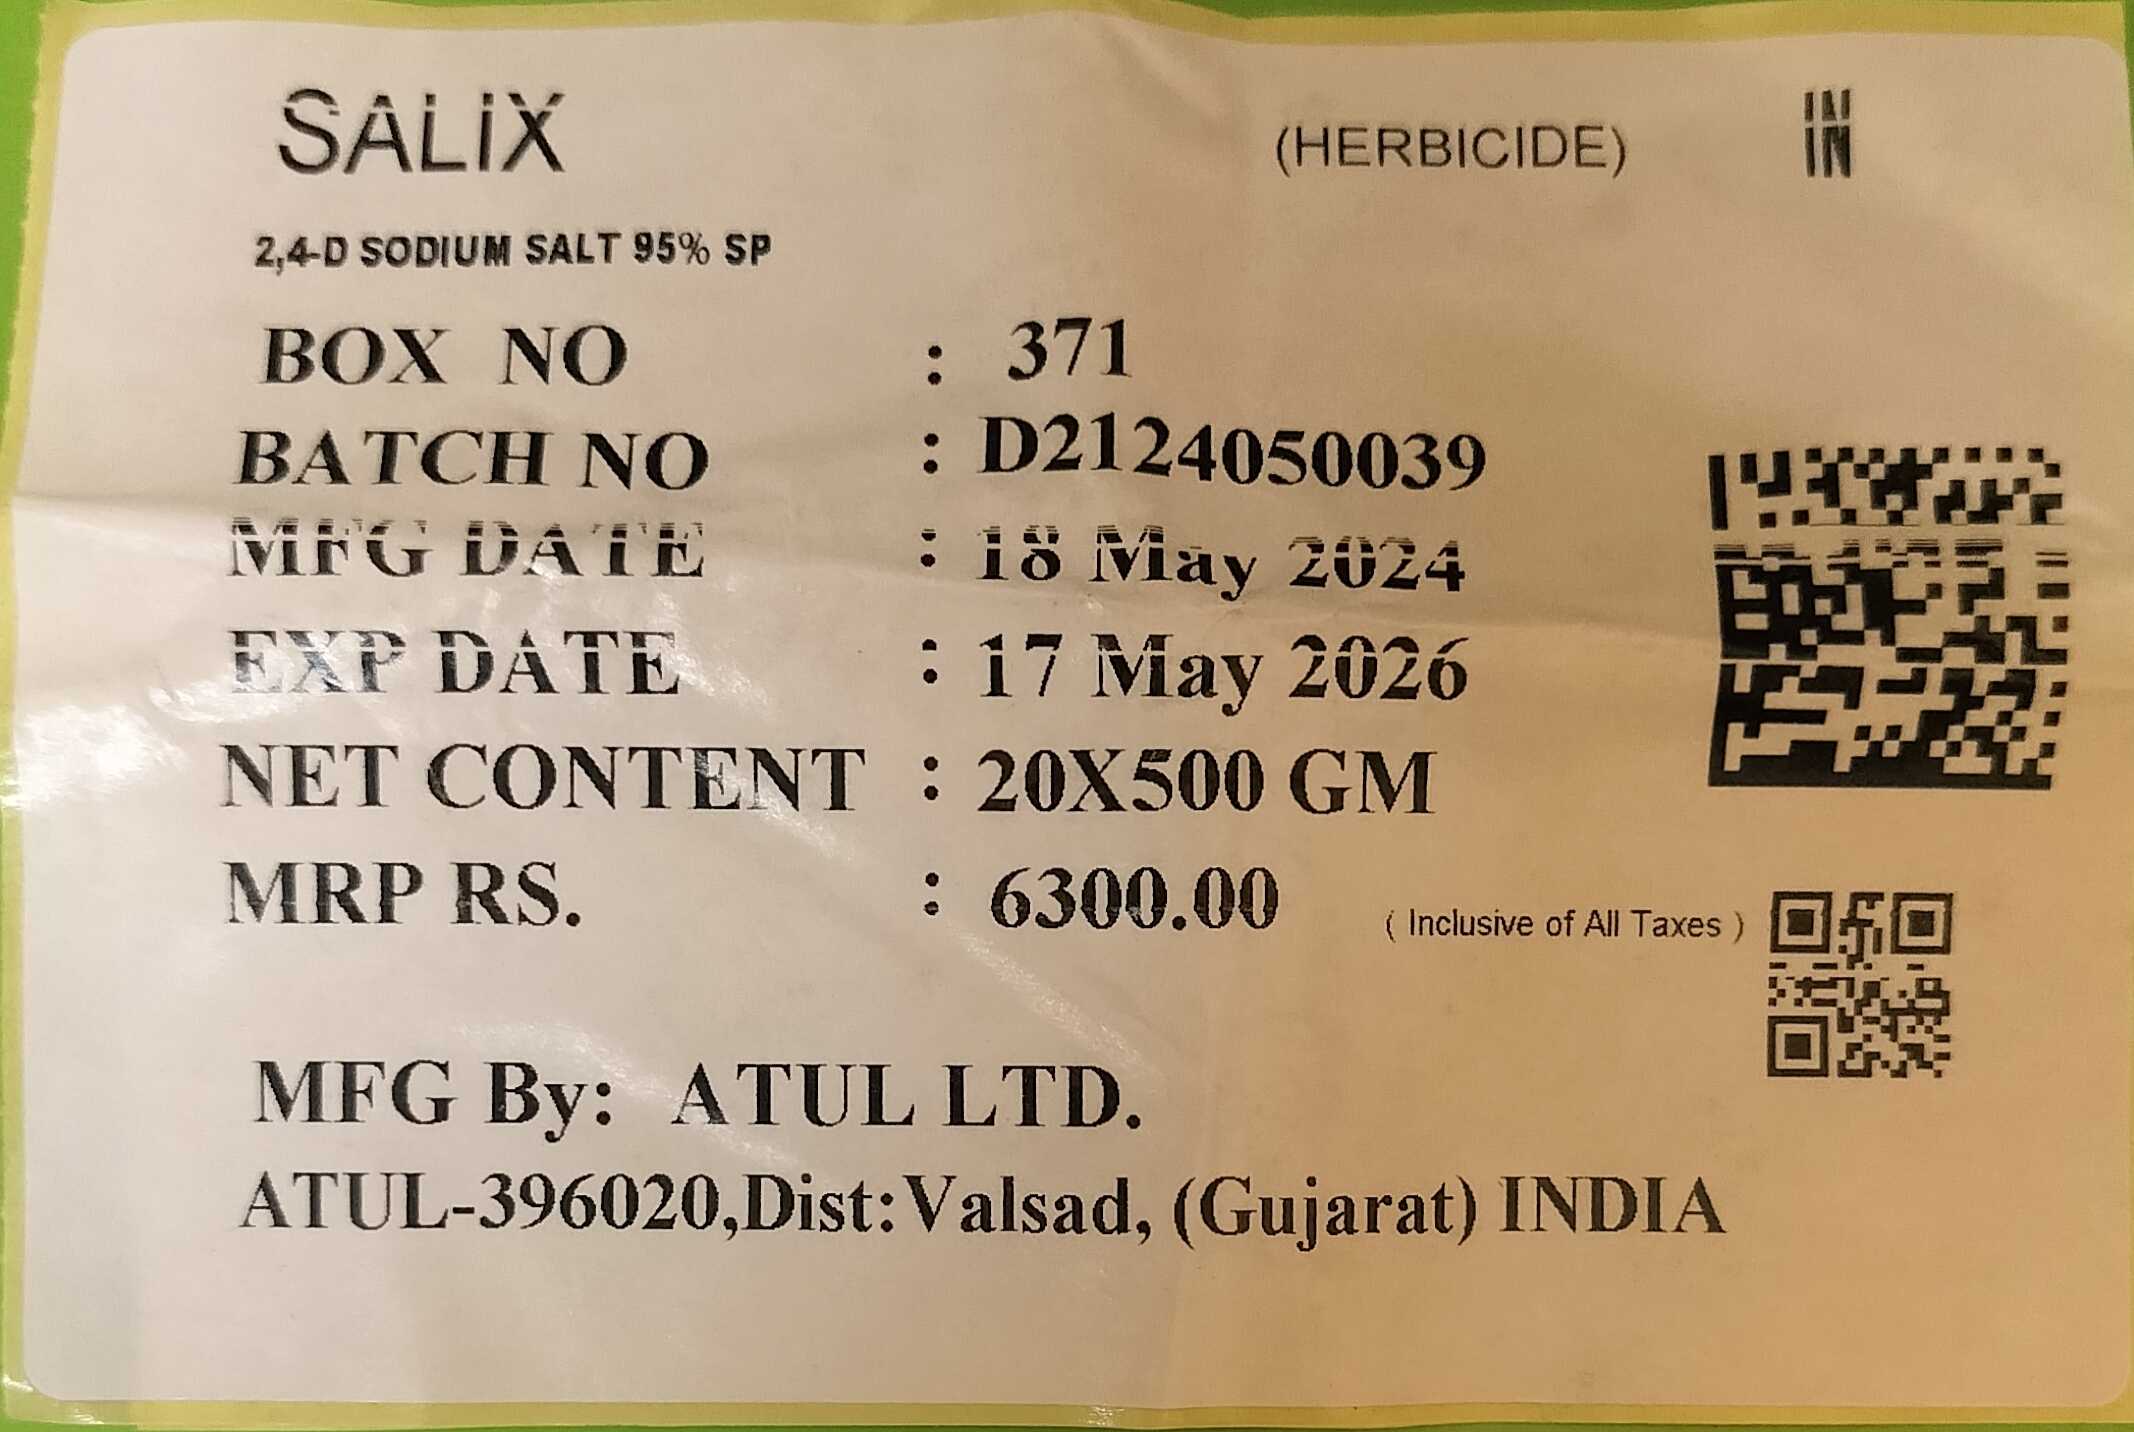 SALIX (HERBICIDE) IN
2,4-D SODIUM SALT 95% SP
BOX NO : 371
BATCH NO : D2124050039
MFG DATE : 18 May 2024
EXP DATE : 17 May 2026
NET CONTENT : 20X500 GM
MRP RS. : 6300.00 ( Inclusive of All Taxes )
MFG By: ATUL LTD.
ATUL-396020,Dist:Valsad, (Gujarat) INDIA